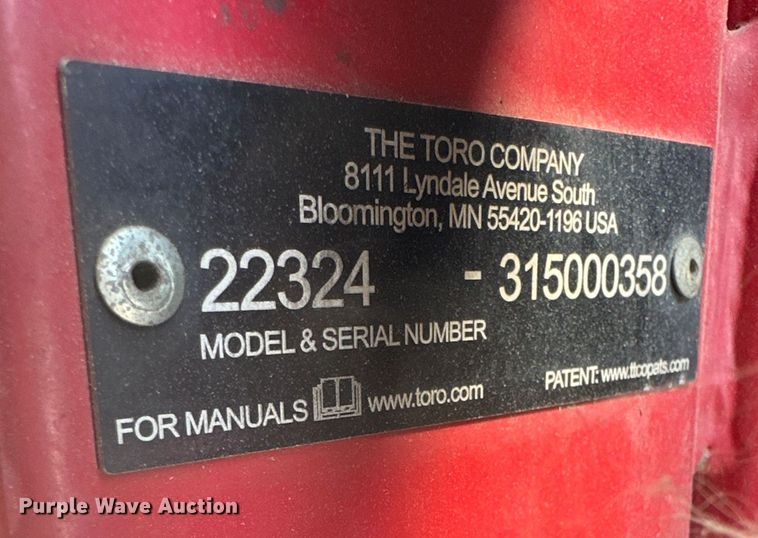 THE TORO COMPANY
8111 Lyndale Avenue South
Bloomington, MN 55420-1196 USA
22324 - 315000358
MODEL & SERIAL NUMBER
PATENT: www.ttcopats.com
FOR MANUALS www.toro.com
Purple Wave Auction